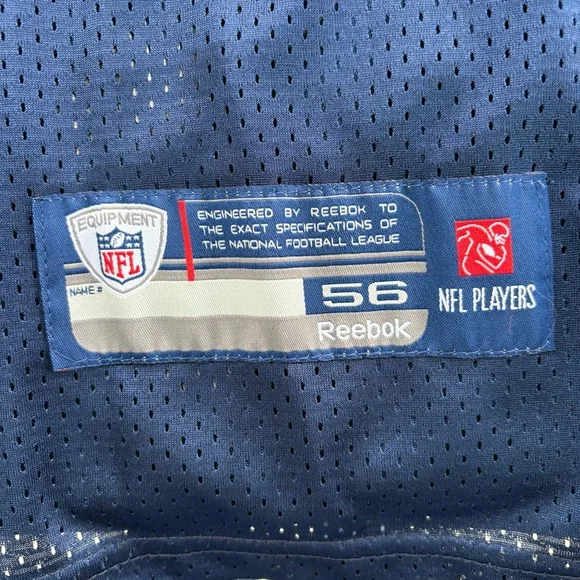 EQUIPMENT
NFL
ENGINEERED BY REEBOK TO
THE EXACT SPECIFICATIONS OF
THE NATIONAL FOOTBALL LEAGUE
NAME #
56
Reebok
NFL PLAYERS